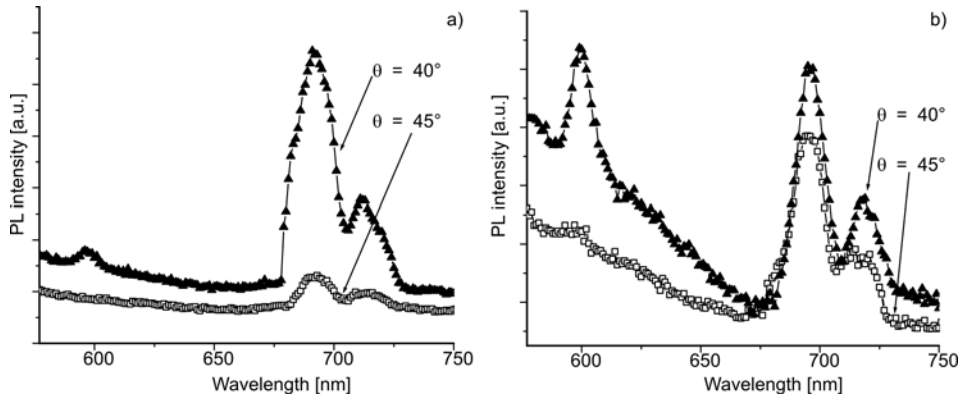 a)
θ = 40°
θ = 45°
PL intensity [a.u.]
600 650 700 750
Wavelength [nm]
b)
θ = 40°
θ = 45°
PL intensity [a.u.]
600 650 700 750
Wavelength [nm]